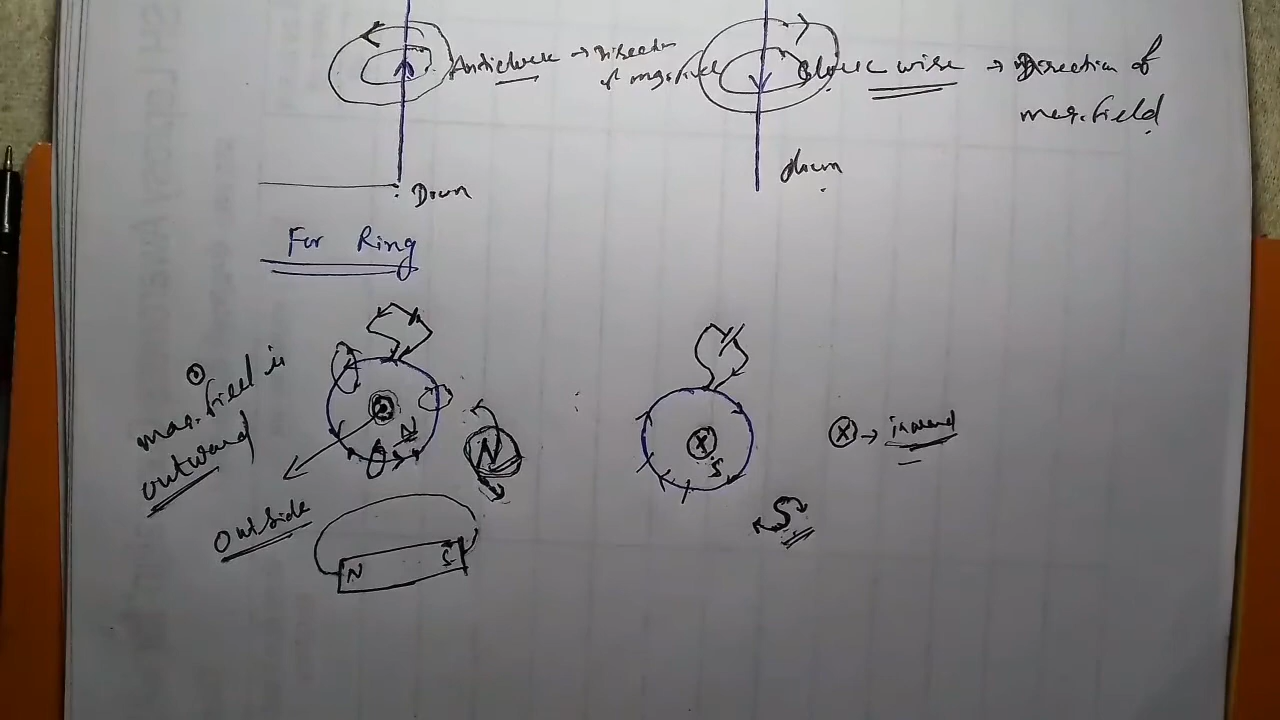 Anticlock → Direction
of mag. field
clock wise → Direction of
mag. field
Down
down
For Ring
mag. field is
outward
N
N
outside
N S
S
inward
S